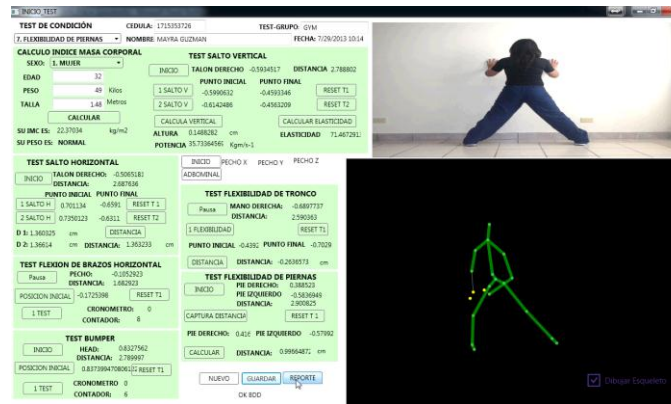 INICIO_TEST
TEST DE CONDICIÓN CEDULA: 1715353726 TEST-GRUPO: GYM
7. FLEXIBILIDAD DE PIERNAS NOMBRE: MAYRA GUZMAN FECHA: 7/29/2013 10:14
CALCULO INDICE MASA CORPORAL
SEXO: 1. MUJER
EDAD 32
PESO 49 Kilos
TALLA 1.48 Metros
CALCULAR
SU IMC ES: 22.37034 kg/m2
SU PESO ES: NORMAL
TEST SALTO VERTICAL
INICIO TALON DERECHO -0.5934517 DISTANCIA 2.788802
PUNTO INICIAL PUNTO FINAL
1 SALTO V -0.5990632 -0.4593346 RESET T1
2 SALTO V -0.6142486 -0.4563209 RESET T2
CALCULA VERTICAL CALCULAR ELASTICIDAD
ALTURA 0.1488282 cm ELASTICIDAD 71.467291
POTENCIA 35.7336456 Kgm/s-1
TEST SALTO HORIZONTAL
INICIO TALON DERECHO: -0.5065181
DISTANCIA: 2.687636
PUNTO INICIAL PUNTO FINAL
1 SALTO H 0.701134 -0.6591 RESET T 1
2 SALTO H 0.7350123 -0.6311 RESET T2
D 1: 1.360325 cm DISTANCIA
D 2: 1.36614 cm DISTANCIA: 1.363233 cm
INICIO PECHO X PECHO Y PECHO Z
ADBOMINAL
TEST FLEXIBILIDAD DE TRONCO
Pausa MANO DERECHA: -0.6897737
DISTANCIA: 2.590363
1 FLEXIBILIDAD RESET T1
PUNTO INICIAL -0.4392 PUNTO FINAL -0.7029
DISTANCIA DISTANCIA: -0.2636573 cm
TEST FLEXION DE BRAZOS HORIZONTAL
Pausa PECHO: -0.1052923
DISTANCIA: 1.682923
POSICION INICIAL -0.1725398 RESET T1
1 TEST CRONOMETRO: 0
CONTADOR: 8
TEST FLEXIBILIDAD DE PIERNAS
INICIO PIE DERECHO: 0.388523
PIE IZQUIERDO -0.5836949
DISTANCIA: 2.900825
CAPTURA DISTANCIA RESET T 1
PIE DERECHO: 0.416 PIE IZQUIERDO -0.57992
CALCULAR DISTANCIA: 0.9966487 cm
TEST BUMPER
INICIO HEAD: 0.8327562
DISTANCIA: 2.789997
POSICION INICIAL RESET T1
1 TEST CRONOMETRO 0
CONTADOR: 6
NUEVO GUARDAR REPORTE
OK BDD
Dibujar Esqueleto